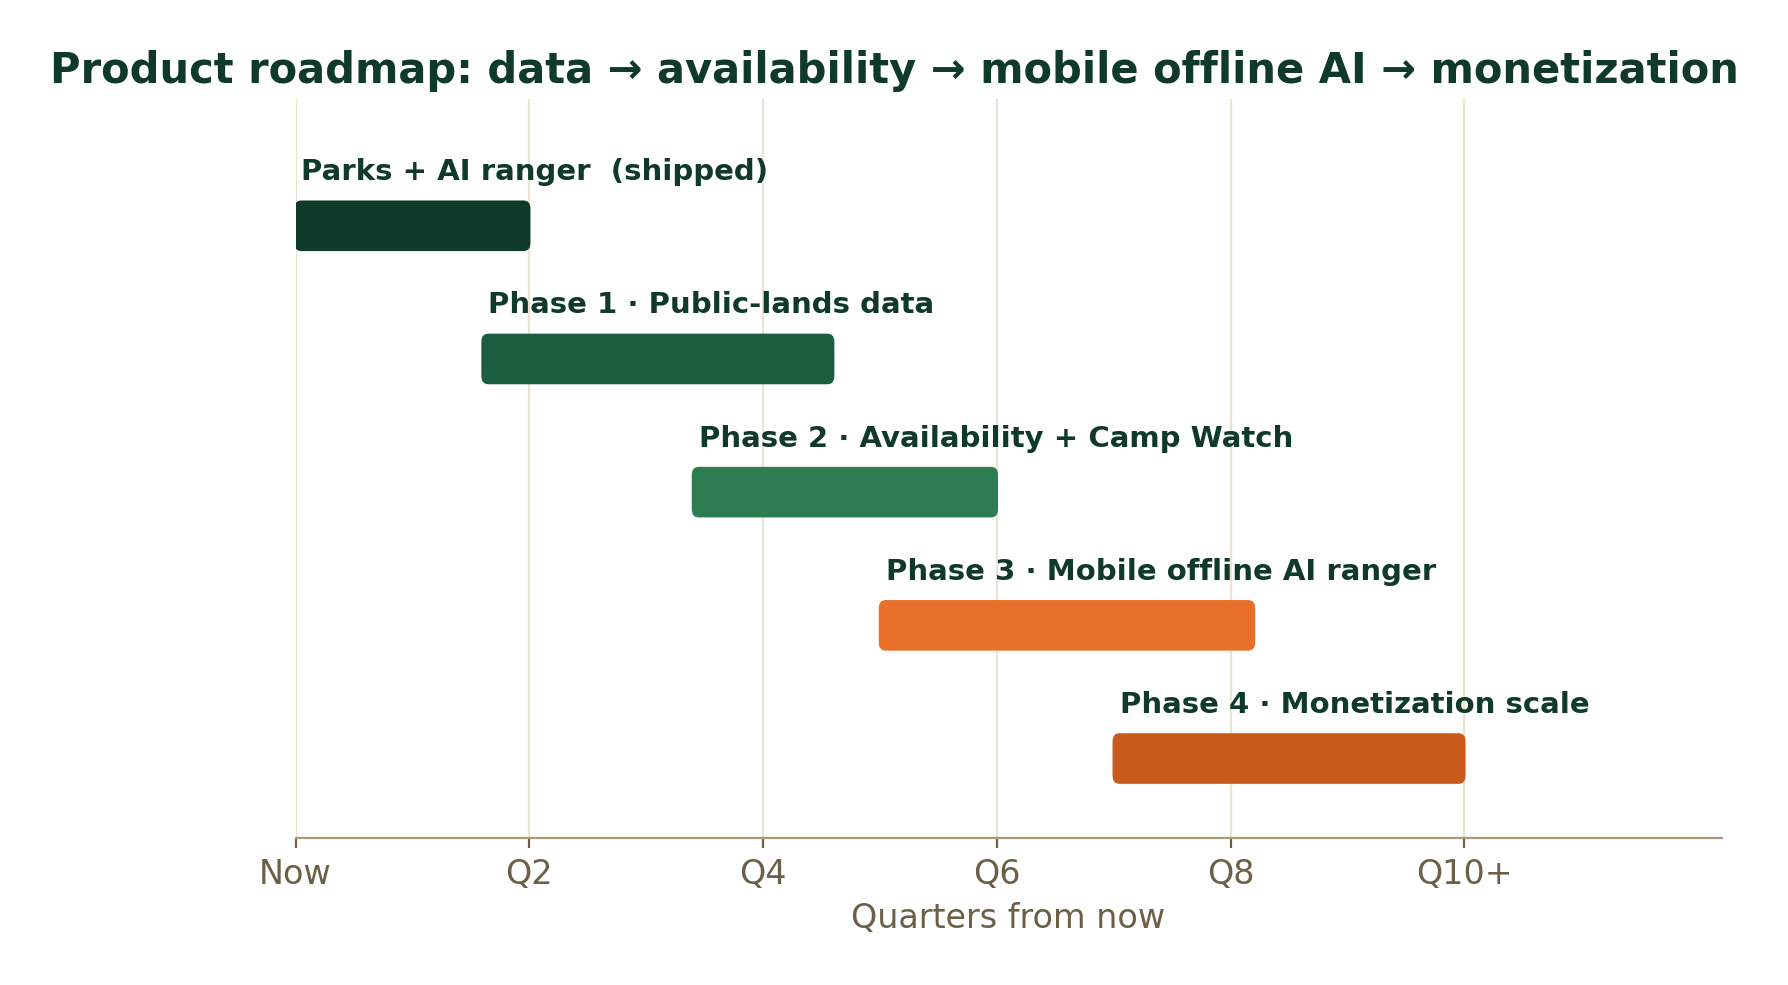 Product roadmap: data → availability → mobile offline AI → monetization
Parks + AI ranger  (shipped)
Phase 1 · Public-lands data
Phase 2 · Availability + Camp Watch
Phase 3 · Mobile offline AI ranger
Phase 4 · Monetization scale
Now Q2 Q4 Q6 Q8 Q10+
Quarters from now